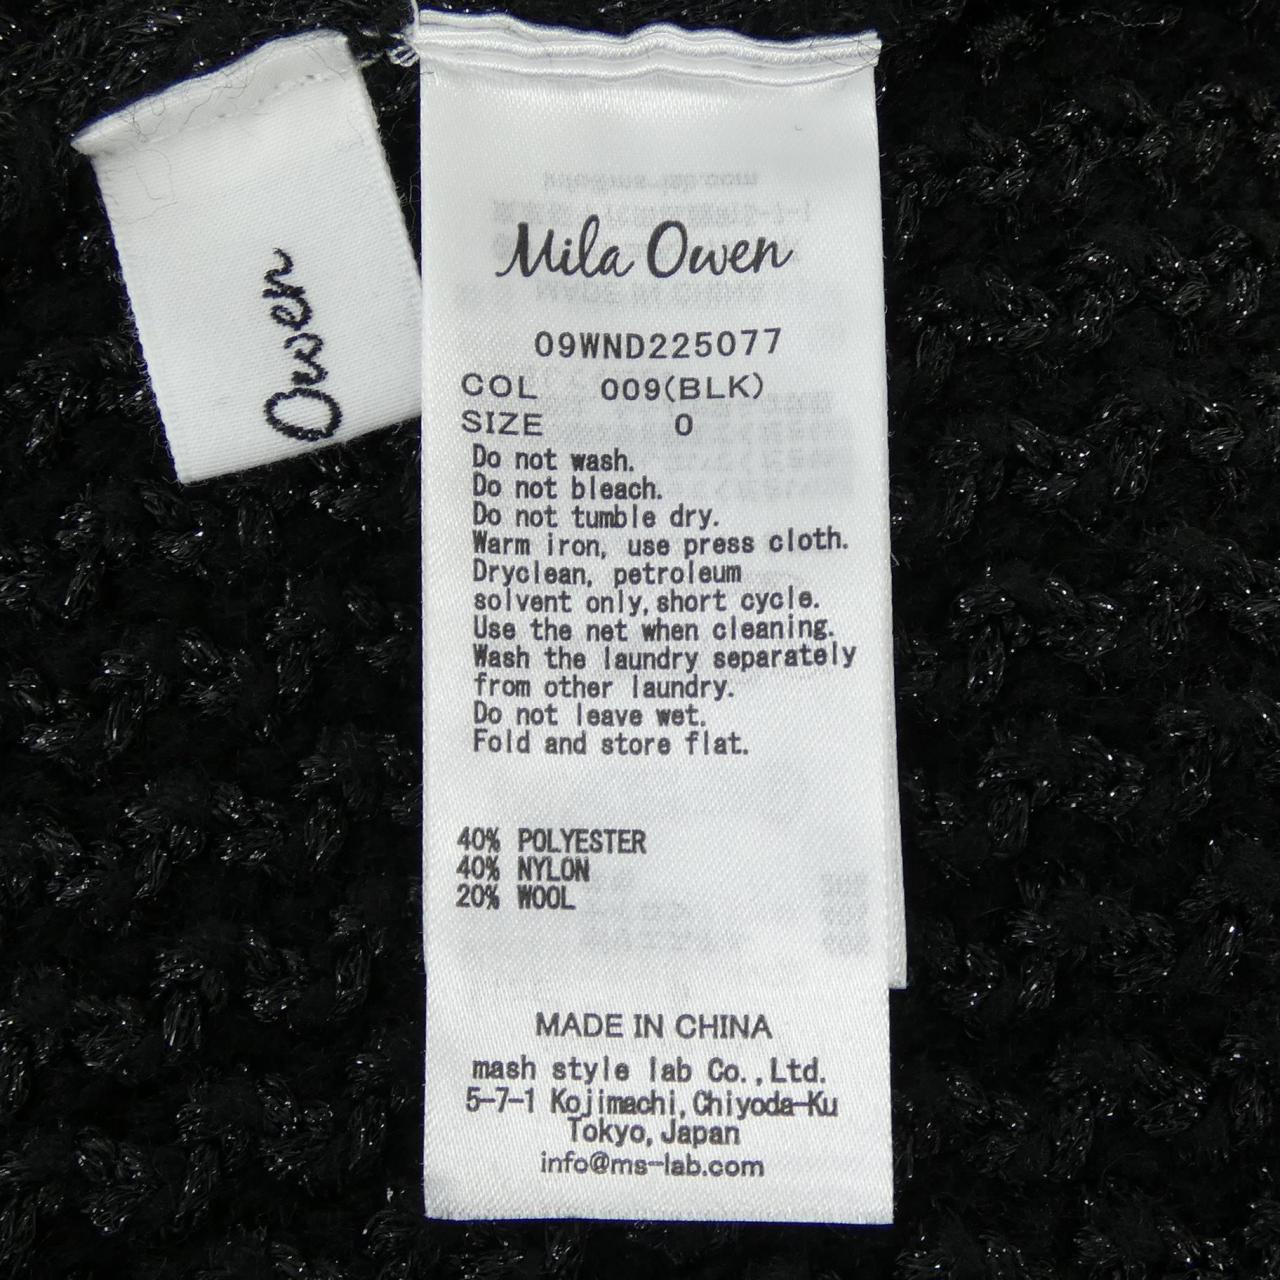 Owen
Mila Owen
09WND225077
COL 009(BLK)
SIZE 0
Do not wash.
Do not bleach.
Do not tumble dry.
Warm iron, use press cloth.
Dryclean, petroleum
solvent only, short cycle.
Use the net when cleaning.
Wash the laundry separately
from other laundry.
Do not leave wet.
Fold and store flat.
40% POLYESTER
40% NYLON
20% WOOL
MADE IN CHINA
mash style lab Co.,Ltd.
5-7-1 Kojimachi, Chiyoda-Ku
Tokyo, Japan
info@ms-lab.com